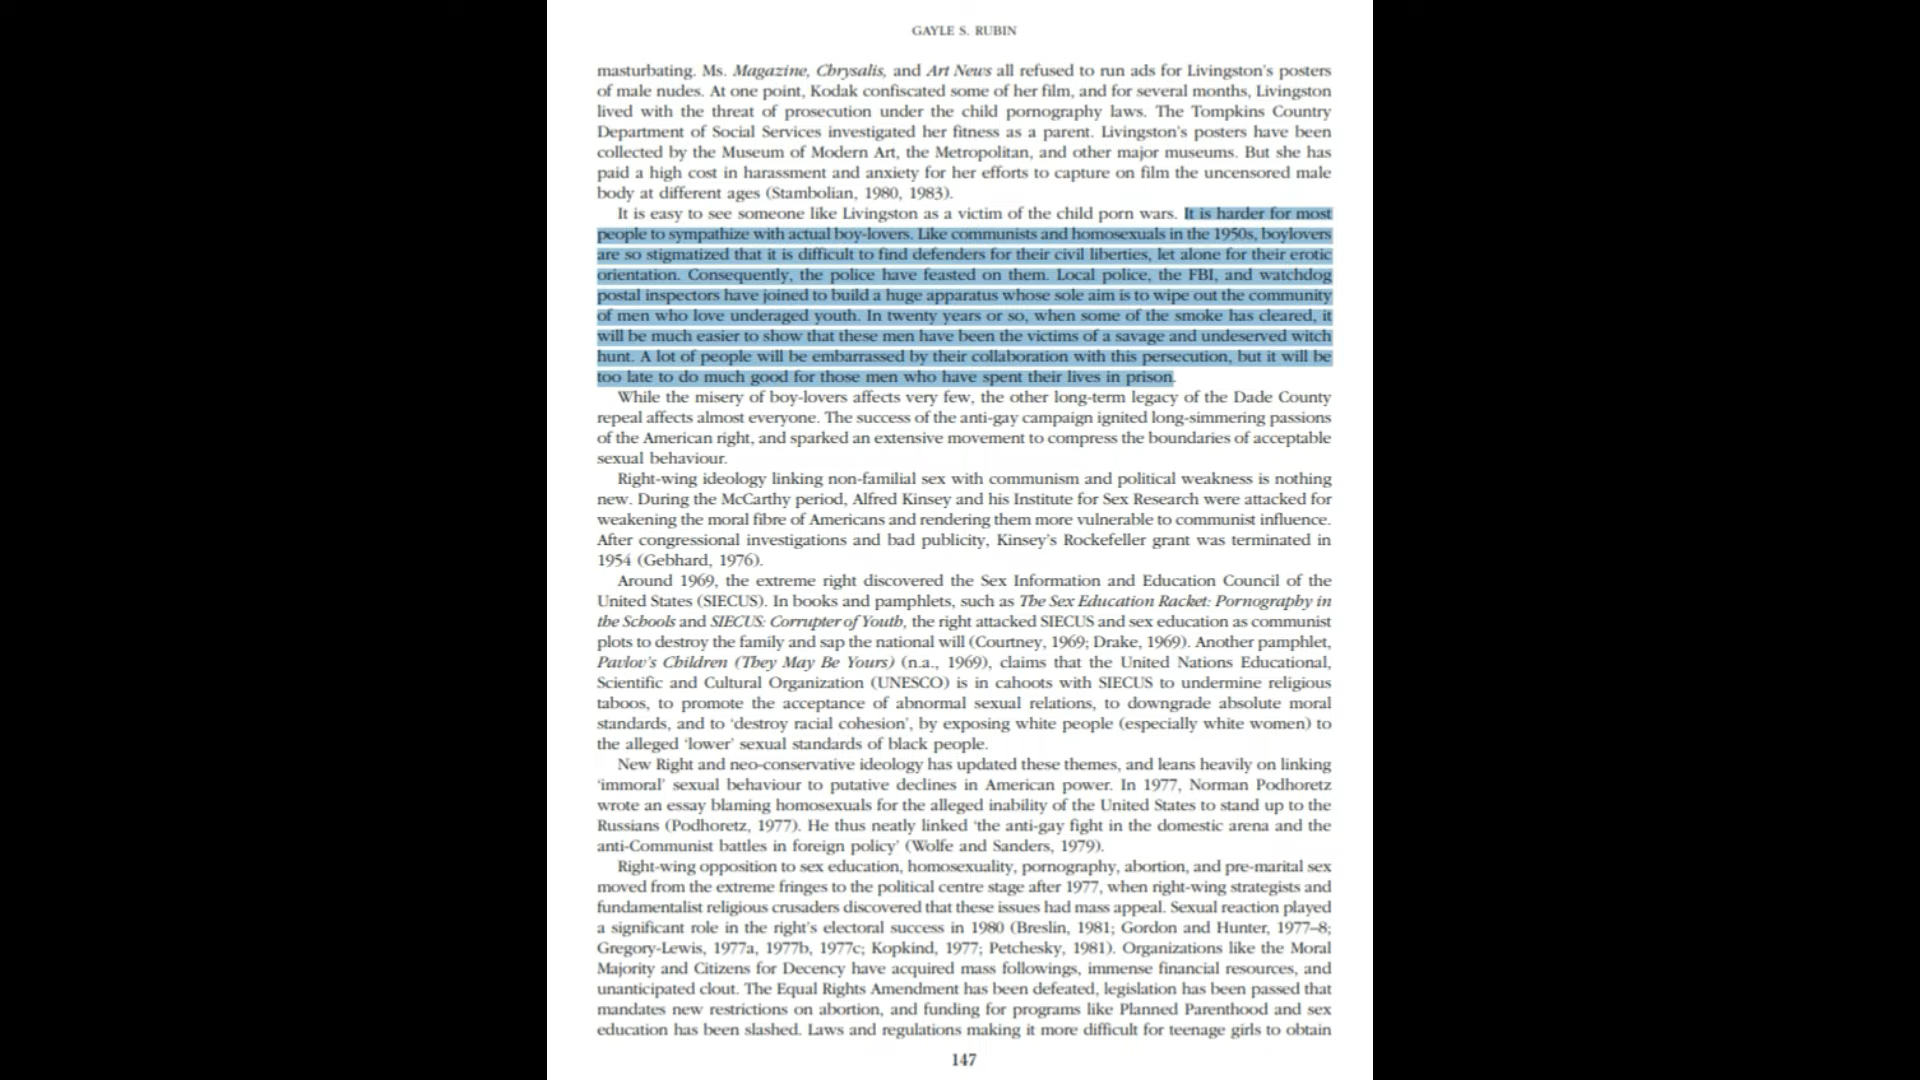 GAYLE S. RUBIN
masturbating. Ms. Magazine, Chrysalis, and Art News all refused to run ads for Livingston's posters
of male nudes. At one point, Kodak confiscated some of her film, and for several months, Livingston
lived with the threat of prosecution under the child pornography laws. The Tompkins Country
Department of Social Services investigated her fitness as a parent. Livingston's posters have been
collected by the Museum of Modern Art, the Metropolitan, and other major museums. But she has
paid a high cost in harassment and anxiety for her efforts to capture on film the uncensored male
body at different ages (Stambolian, 1980, 1983).
It is easy to see someone like Livingston as a victim of the child porn wars. It is harder for most
people to sympathize with actual boy-lovers. Like communists and homosexuals in the 1950s, boylovers
are so stigmatized that it is difficult to find defenders for their civil liberties, let alone for their erotic
orientation. Consequently, the police have feasted on them. Local police, the FBI, and watchdog
postal inspectors have joined to build a huge apparatus whose sole aim is to wipe out the community
of men who love underaged youth. In twenty years or so, when some of the smoke has cleared, it
will be much easier to show that these men have been the victims of a savage and undeserved witch
hunt. A lot of people will be embarrassed by their collaboration with this persecution, but it will be
too late to do much good for those men who have spent their lives in prison.
While the misery of boy-lovers affects very few, the other long-term legacy of the Dade County
repeal affects almost everyone. The success of the anti-gay campaign ignited long-simmering passions
of the American right, and sparked an extensive movement to compress the boundaries of acceptable
sexual behaviour.
Right-wing ideology linking non-familial sex with communism and political weakness is nothing
new. During the McCarthy period, Alfred Kinsey and his Institute for Sex Research were attacked for
weakening the moral fibre of Americans and rendering them more vulnerable to communist influence.
After congressional investigations and bad publicity, Kinsey's Rockefeller grant was terminated in
1954 (Gebhard, 1976).
Around 1969, the extreme right discovered the Sex Information and Education Council of the
United States (SIECUS). In books and pamphlets, such as The Sex Education Racket: Pornography in
the Schools and SIECUS: Corrupter of Youth, the right attacked SIECUS and sex education as communist
plots to destroy the family and sap the national will (Courtney, 1969; Drake, 1969). Another pamphlet,
Pavlov's Children (They May Be Yours) (n.a., 1969), claims that the United Nations Educational,
Scientific and Cultural Organization (UNESCO) is in cahoots with SIECUS to undermine religious
taboos, to promote the acceptance of abnormal sexual relations, to downgrade absolute moral
standards, and to 'destroy racial cohesion', by exposing white people (especially white women) to
the alleged 'lower' sexual standards of black people.
New Right and neo-conservative ideology has updated these themes, and leans heavily on linking
'immoral' sexual behaviour to putative declines in American power. In 1977, Norman Podhoretz
wrote an essay blaming homosexuals for the alleged inability of the United States to stand up to the
Russians (Podhoretz, 1977). He thus neatly linked 'the anti-gay fight in the domestic arena and the
anti-Communist battles in foreign policy' (Wolfe and Sanders, 1979).
Right-wing opposition to sex education, homosexuality, pornography, abortion, and pre-marital sex
moved from the extreme fringes to the political centre stage after 1977, when right-wing strategists and
fundamentalist religious crusaders discovered that these issues had mass appeal. Sexual reaction played
a significant role in the right's electoral success in 1980 (Breslin, 1981; Gordon and Hunter, 1977–8;
Gregory-Lewis, 1977a, 1977b, 1977c; Kopkind, 1977; Petchesky, 1981). Organizations like the Moral
Majority and Citizens for Decency have acquired mass followings, immense financial resources, and
unanticipated clout. The Equal Rights Amendment has been defeated, legislation has been passed that
mandates new restrictions on abortion, and funding for programs like Planned Parenthood and sex
education has been slashed. Laws and regulations making it more difficult for teenage girls to obtain
147